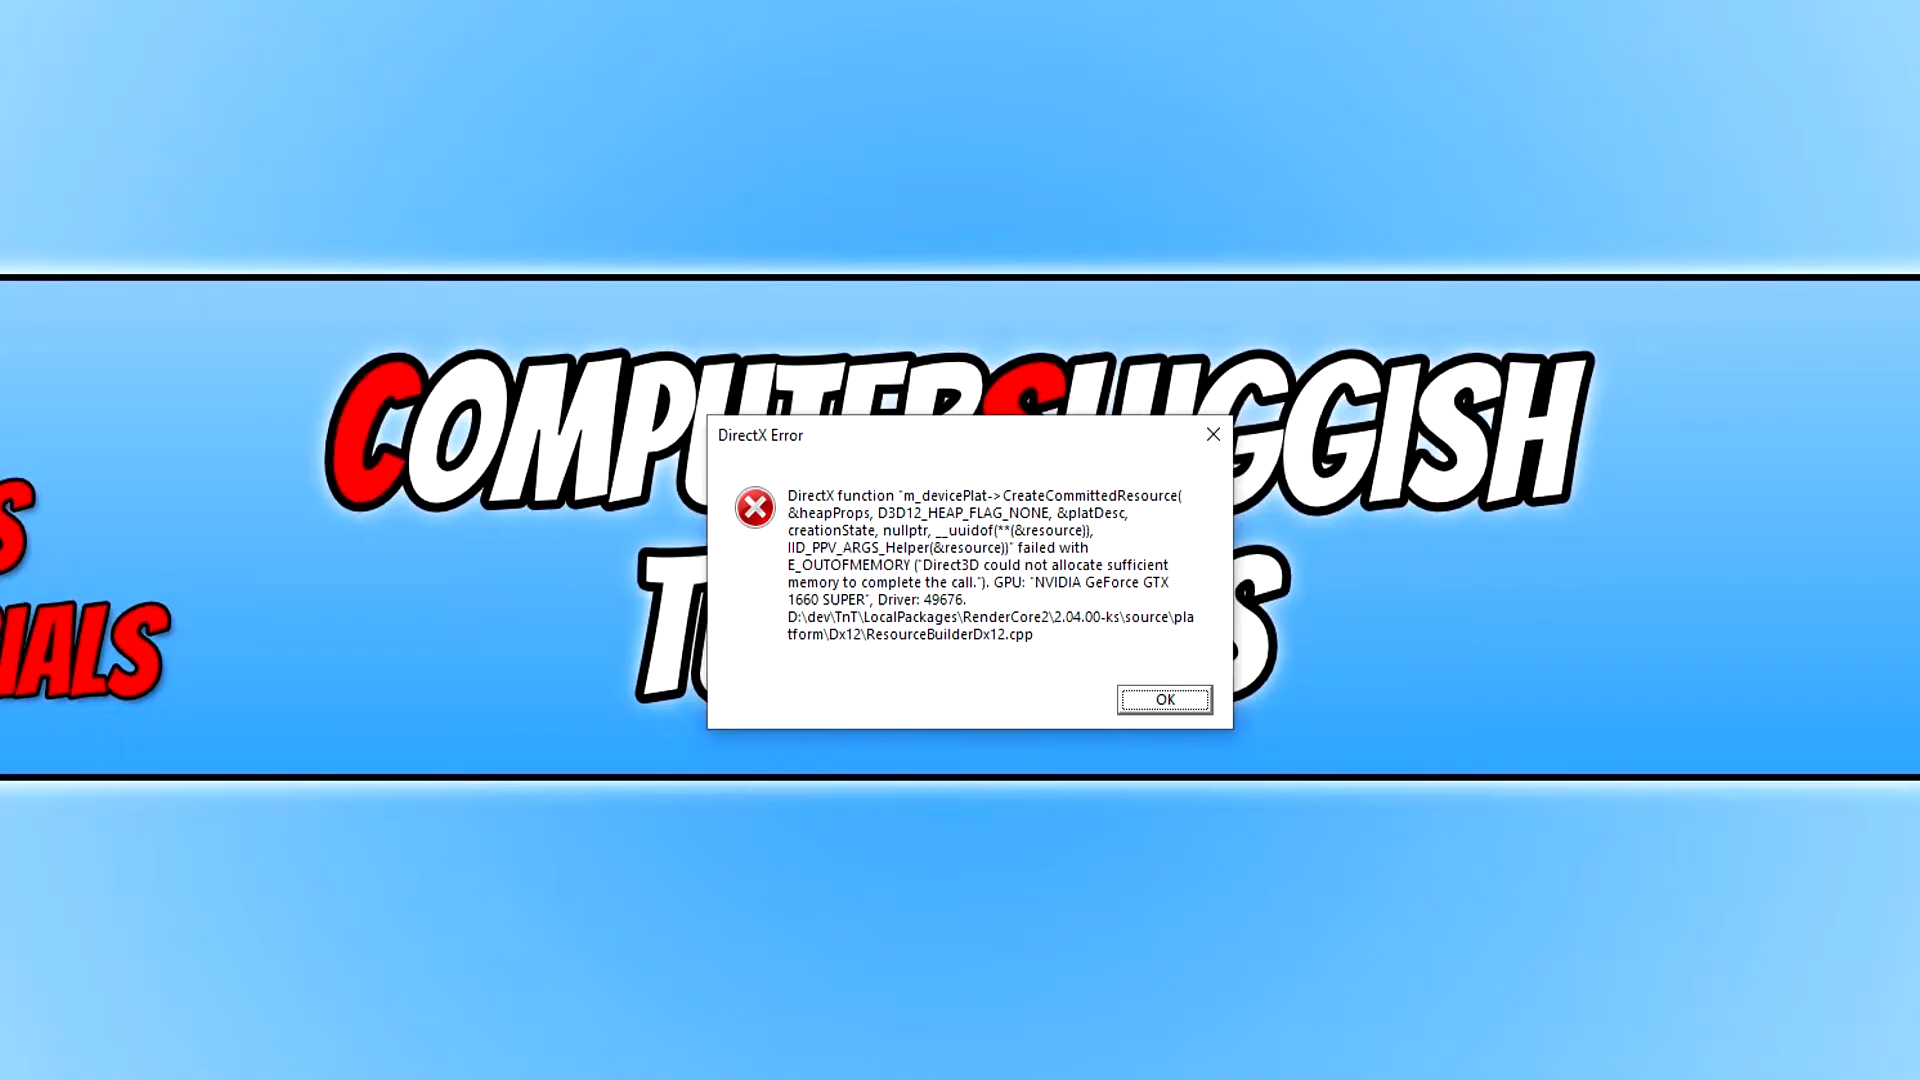 COMPUTERSLUGGISH
DirectX Error
DirectX function "m_devicePlat->CreateCommittedResource(
&heapProps, D3D12_HEAP_FLAG_NONE, &platDesc,
creationState, nullptr, __uuidof(**(&resource)),
IID_PPV_ARGS_Helper(&resource))" failed with
E_OUTOFMEMORY ("Direct3D could not allocate sufficient
memory to complete the call."). GPU: "NVIDIA GeForce GTX
1660 SUPER", Driver: 49676.
D:\dev\TnT\LocalPackages\RenderCore2\2.04.00-ks\source\pla
tform\Dx12\ResourceBuilderDx12.cpp
OK